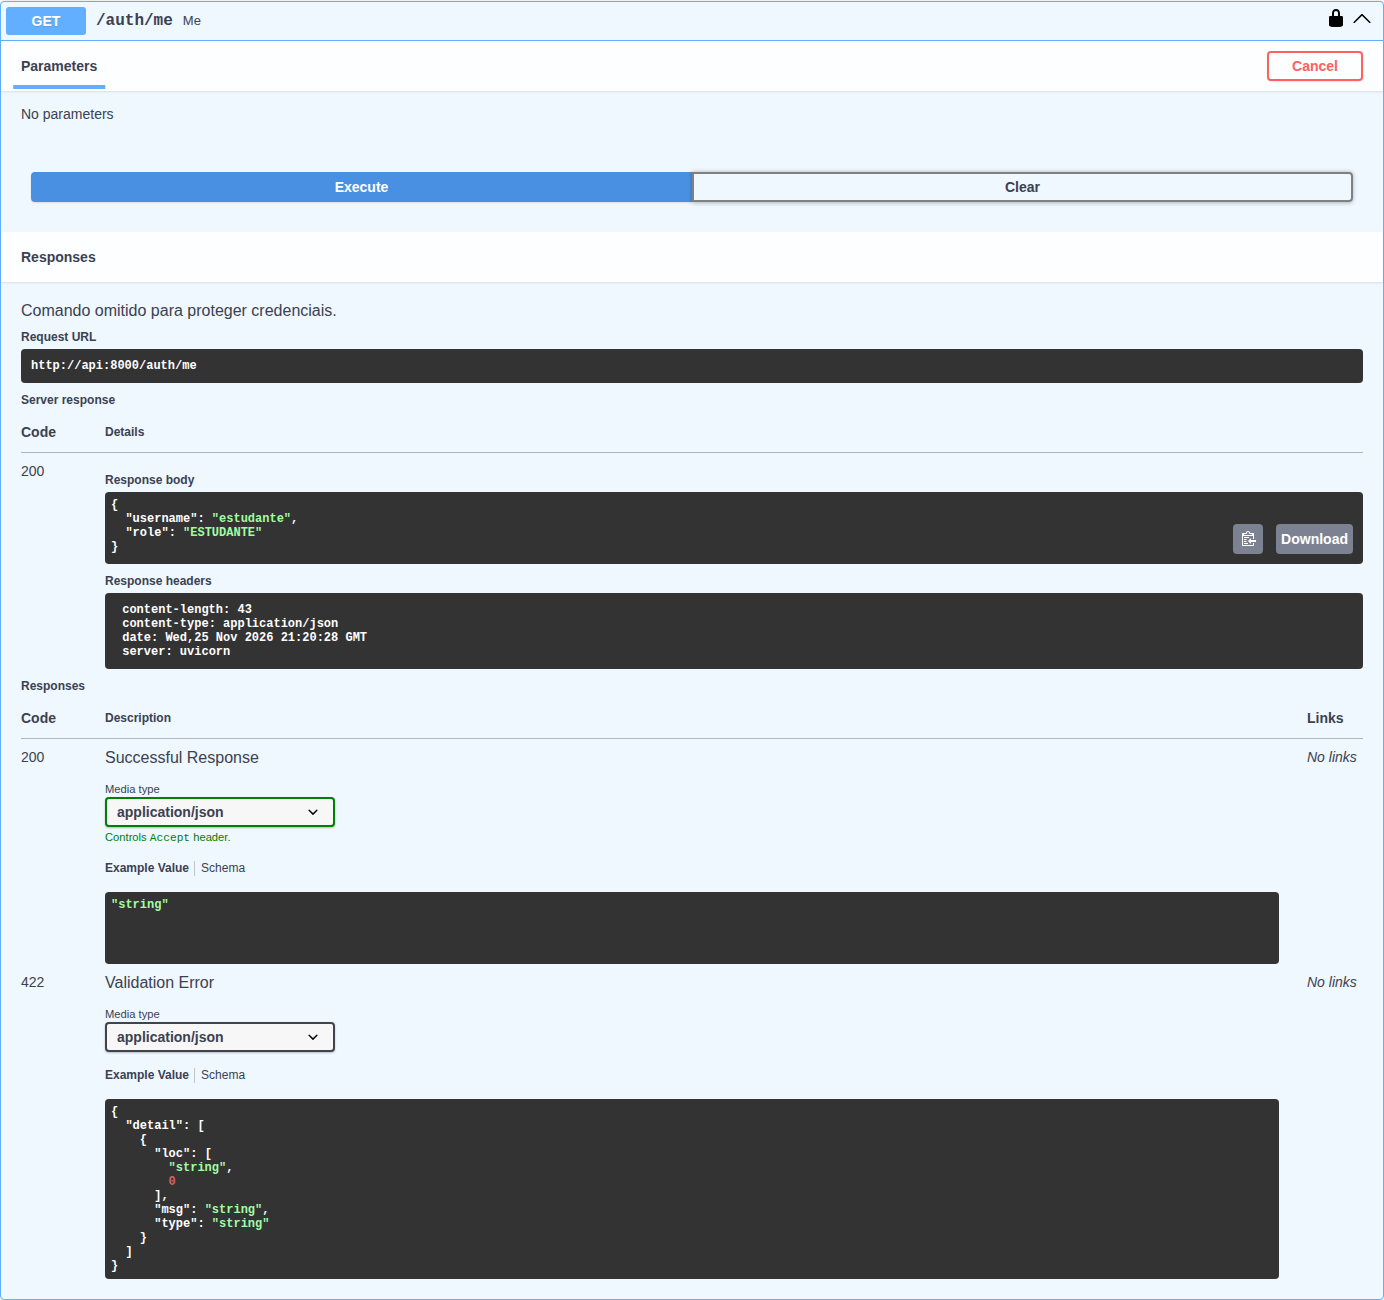 GET /auth/me Me
Parameters Cancel
No parameters
Execute Clear
Responses
Comando omitido para proteger credenciais.
Request URL
http://api:8000/auth/me
Server response
Code Details
200
Response body
{
  "username": "estudante",
  "role": "ESTUDANTE"
}
Download
Response headers
content-length: 43
content-type: application/json
date: Wed,25 Nov 2026 21:20:28 GMT
server: uvicorn
Responses
Code Description Links
200 Successful Response No links
Media type
application/json
Controls Accept header.
Example Value Schema
"string"
422 Validation Error No links
Media type
application/json
Example Value Schema
{
  "detail": [
    {
      "loc": [
        "string",
        0
      ],
      "msg": "string",
      "type": "string"
    }
  ]
}